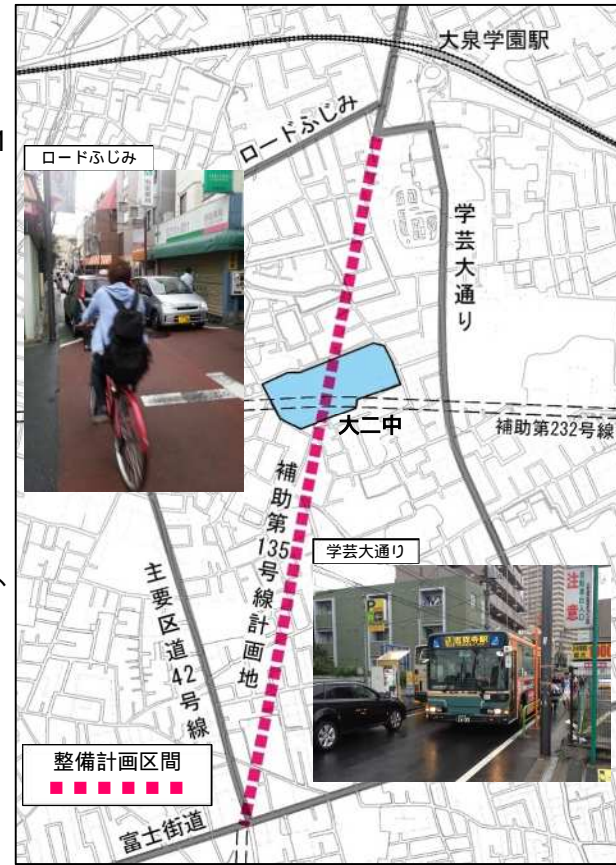 大泉学園駅
ロードふじみ
ロードふじみ
学芸大通り
大二中
補助第232号線
補助第135号線計画地
主要区道42号線
学芸大通り
注意
P
整備計画区間
富士街道